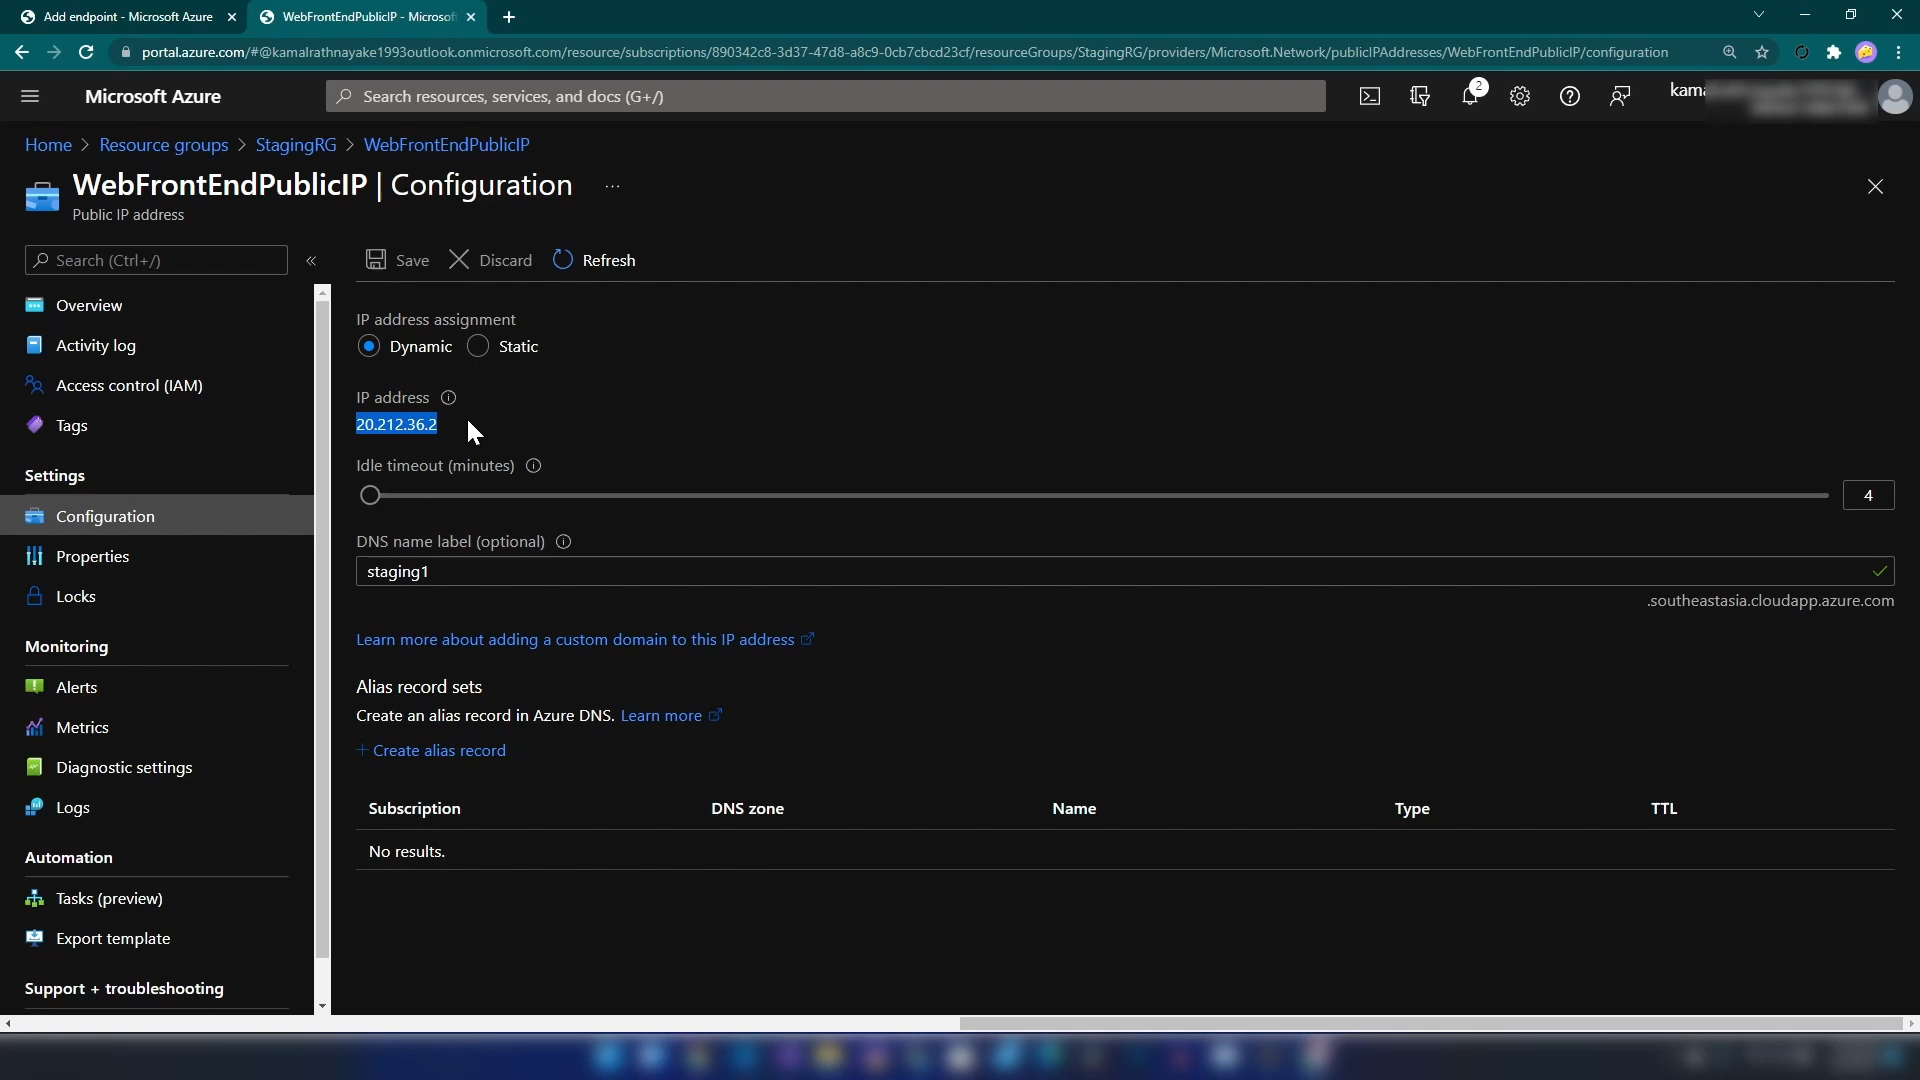 Add endpoint - Microsoft Azure
WebFrontEndPublicIP - Microsof
portal.azure.com/#@kamalrathnayake1993outlook.onmicrosoft.com/resource/subscriptions/890342c8-3d37-47d8-a8c9-0cb7cbcd23cf/resourceGroups/StagingRG/providers/Microsoft.Network/publicIPAddresses/WebFrontEndPublicIP/configuration
Microsoft Azure
Search resources, services, and docs (G+/)
2
kama
Home > Resource groups > StagingRG > WebFrontEndPublicIP
WebFrontEndPublicIP | Configuration ...
Public IP address
Search (Ctrl+/)
«
Overview
Activity log
Access control (IAM)
Tags
Settings
Configuration
Properties
Locks
Monitoring
Alerts
Metrics
Diagnostic settings
Logs
Automation
Tasks (preview)
Export template
Support + troubleshooting
Save Discard Refresh
IP address assignment
Dynamic Static
IP address
20.212.36.2
Idle timeout (minutes)
4
DNS name label (optional)
staging1
.southeastasia.cloudapp.azure.com
Learn more about adding a custom domain to this IP address
Alias record sets
Create an alias record in Azure DNS. Learn more
+ Create alias record
Subscription DNS zone Name Type TTL
No results.